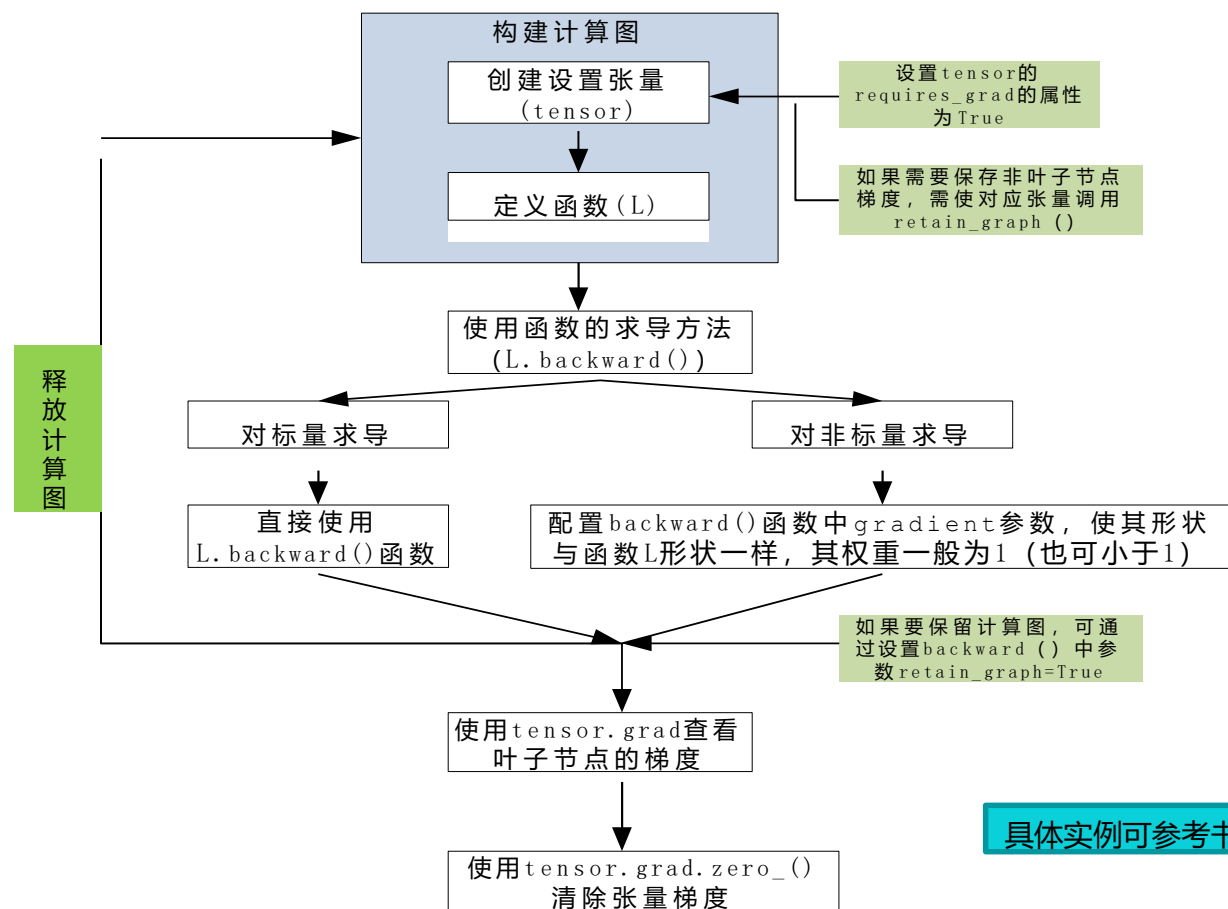 构建计算图
创建设置张量
(tensor)
设置tensor的
requires_grad的属性
为True
定义函数(L)
如果需要保存非叶子节点
梯度，需使对应张量调用
retain_graph（）
使用函数的求导方法
(L.backward())
释
放
计
算
图
对标量求导
对非标量求导
直接使用
L.backward()函数
配置backward()函数中gradient参数，使其形状
与函数L形状一样，其权重一般为1（也可小于1）
如果要保留计算图，可通
过设置backward（）中参
数retain_graph=True
使用tensor.grad查看
叶子节点的梯度
具体实例可参考书
使用tensor.grad.zero_()
清除张量梯度